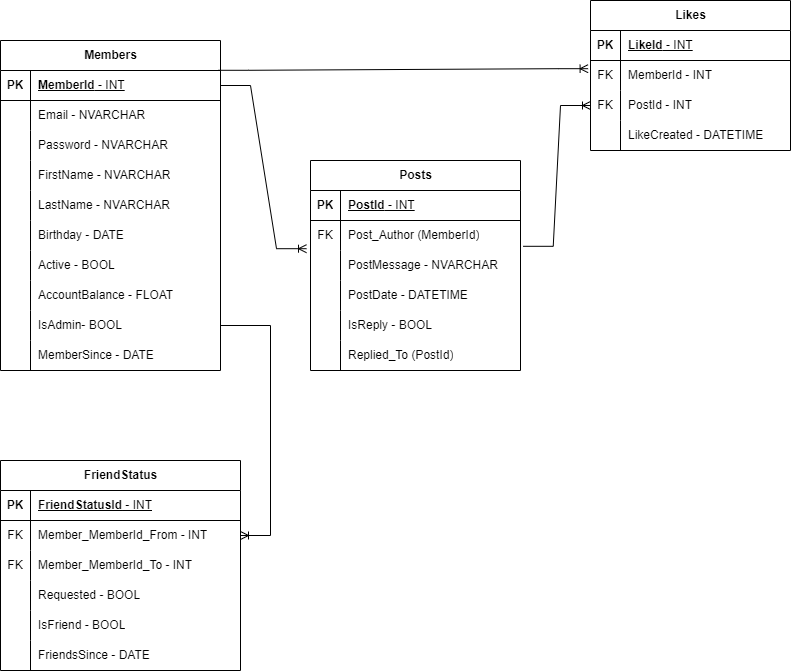 Members
PK MemberId - INT
Email - NVARCHAR
Password - NVARCHAR
FirstName - NVARCHAR
LastName - NVARCHAR
Birthday - DATE
Active - BOOL
AccountBalance - FLOAT
IsAdmin- BOOL
MemberSince - DATE
Likes
PK LikeId - INT
FK MemberId - INT
FK PostId - INT
LikeCreated - DATETIME
Posts
PK PostId - INT
FK Post_Author (MemberId)
PostMessage - NVARCHAR
PostDate - DATETIME
IsReply - BOOL
Replied_To (PostId)
FriendStatus
PK FriendStatusId - INT
FK Member_MemberId_From - INT
FK Member_MemberId_To - INT
Requested - BOOL
IsFriend - BOOL
FriendsSince - DATE